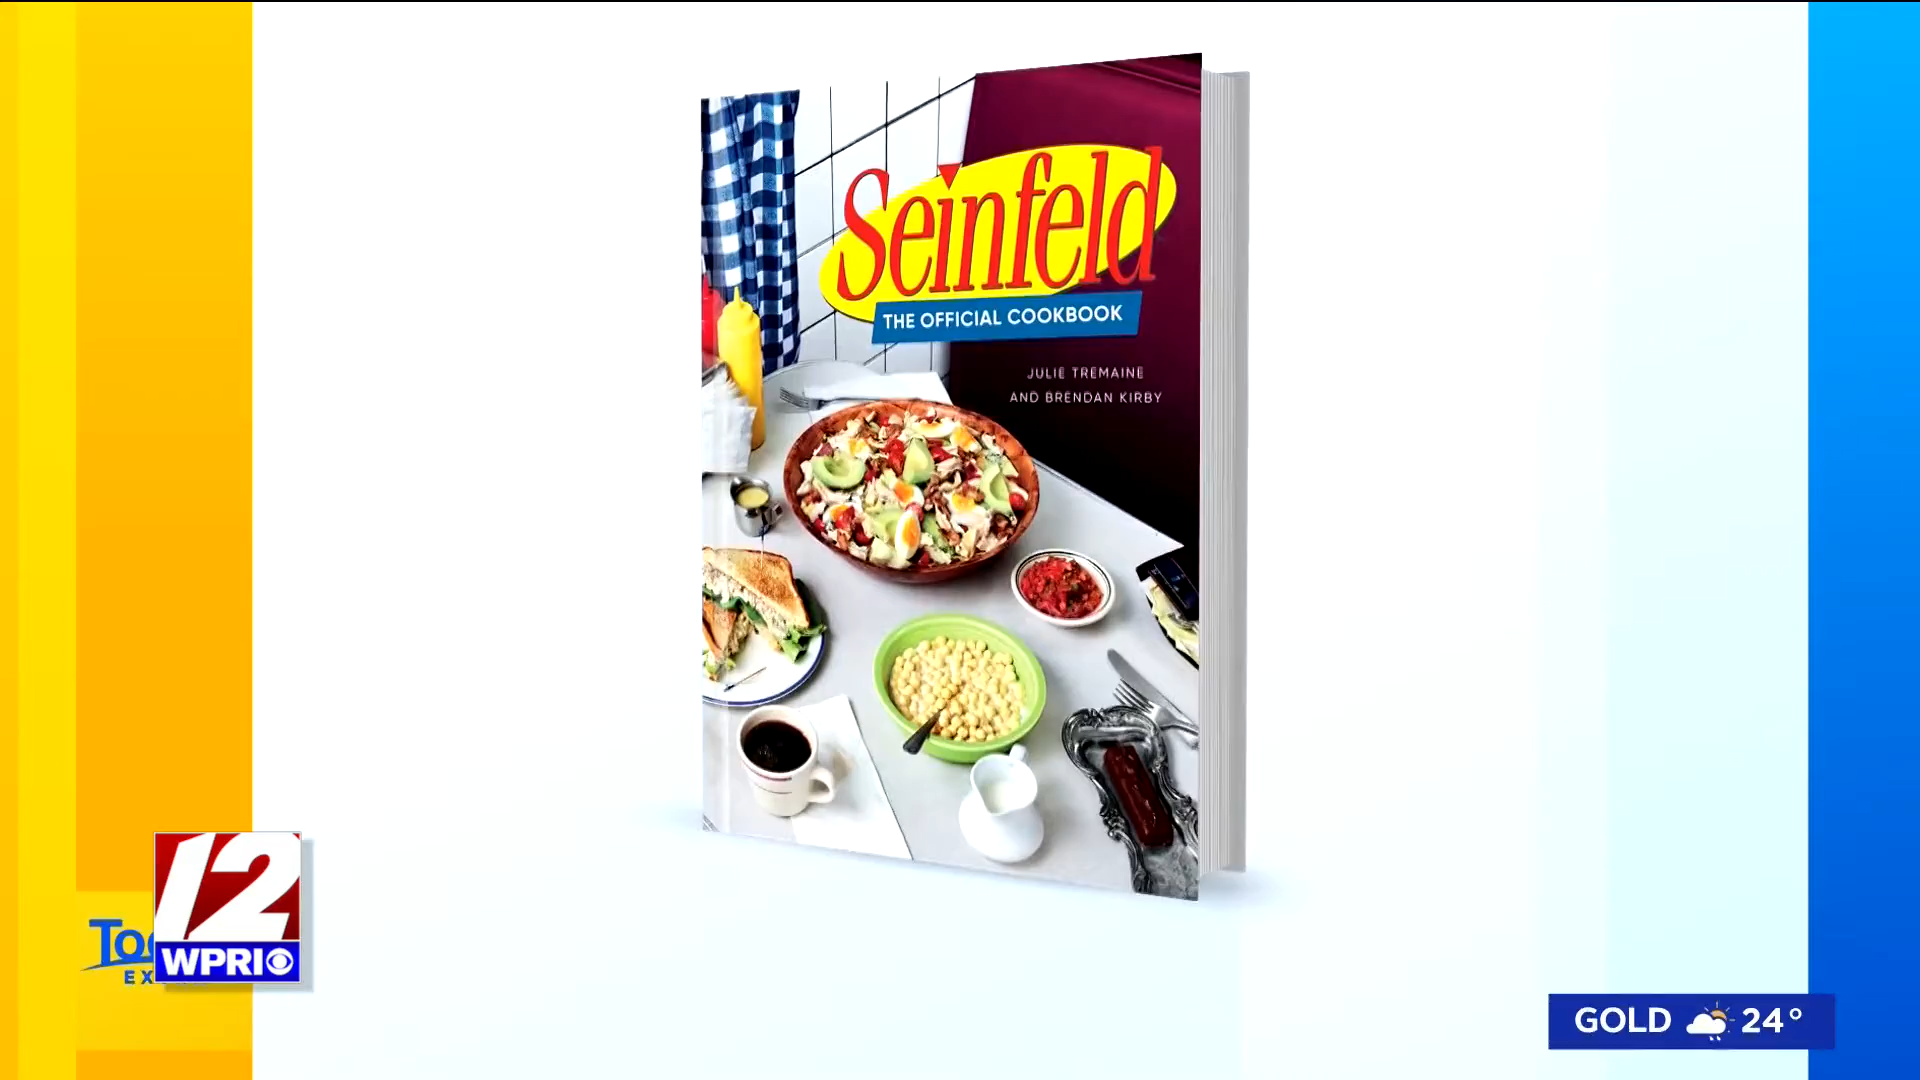 Seinfeld
THE OFFICIAL COOKBOOK
JULIE TREMAINE
AND BRENDAN KIRBY
12
WPRI
GOLD 24°